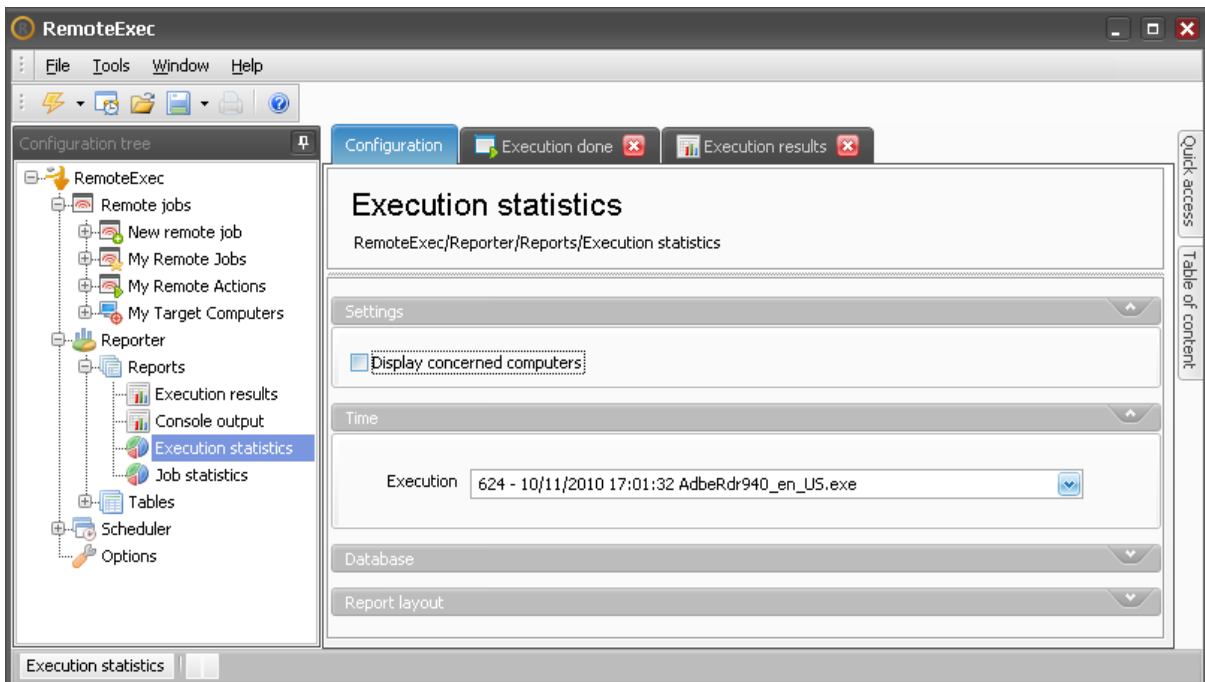 RemoteExec
File Tools Window Help
Configuration tree
RemoteExec
Remote jobs
New remote job
My Remote Jobs
My Remote Actions
My Target Computers
Reporter
Reports
Execution results
Console output
Execution statistics
Job statistics
Tables
Scheduler
Options
Configuration
Execution done
Execution results
Execution statistics
RemoteExec/Reporter/Reports/Execution statistics
Settings
Display concerned computers
Time
Execution 624 - 10/11/2010 17:01:32 AdbeRdr940_en_US.exe
Database
Report layout
Quick access
Table of content
Execution statistics